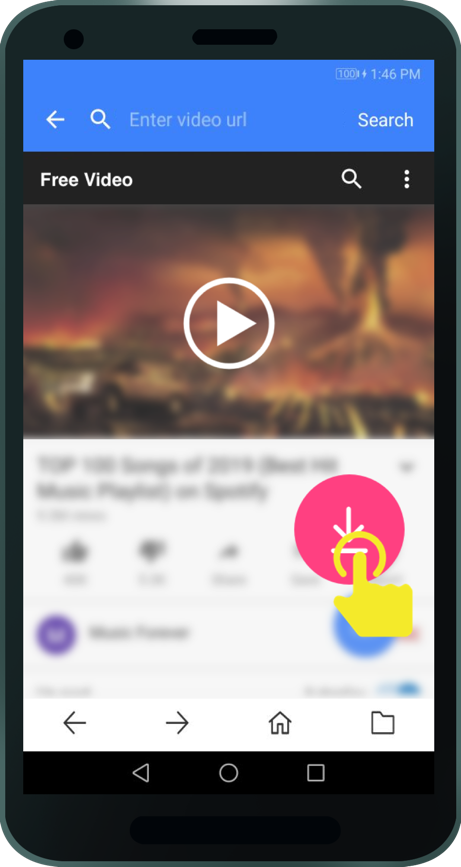 100 1:46 PM
Enter video url Search
Free Video
TOP 100 Songs of 2019 (Best Hit
Music Playlist) on Spotify
Share
Music Forever